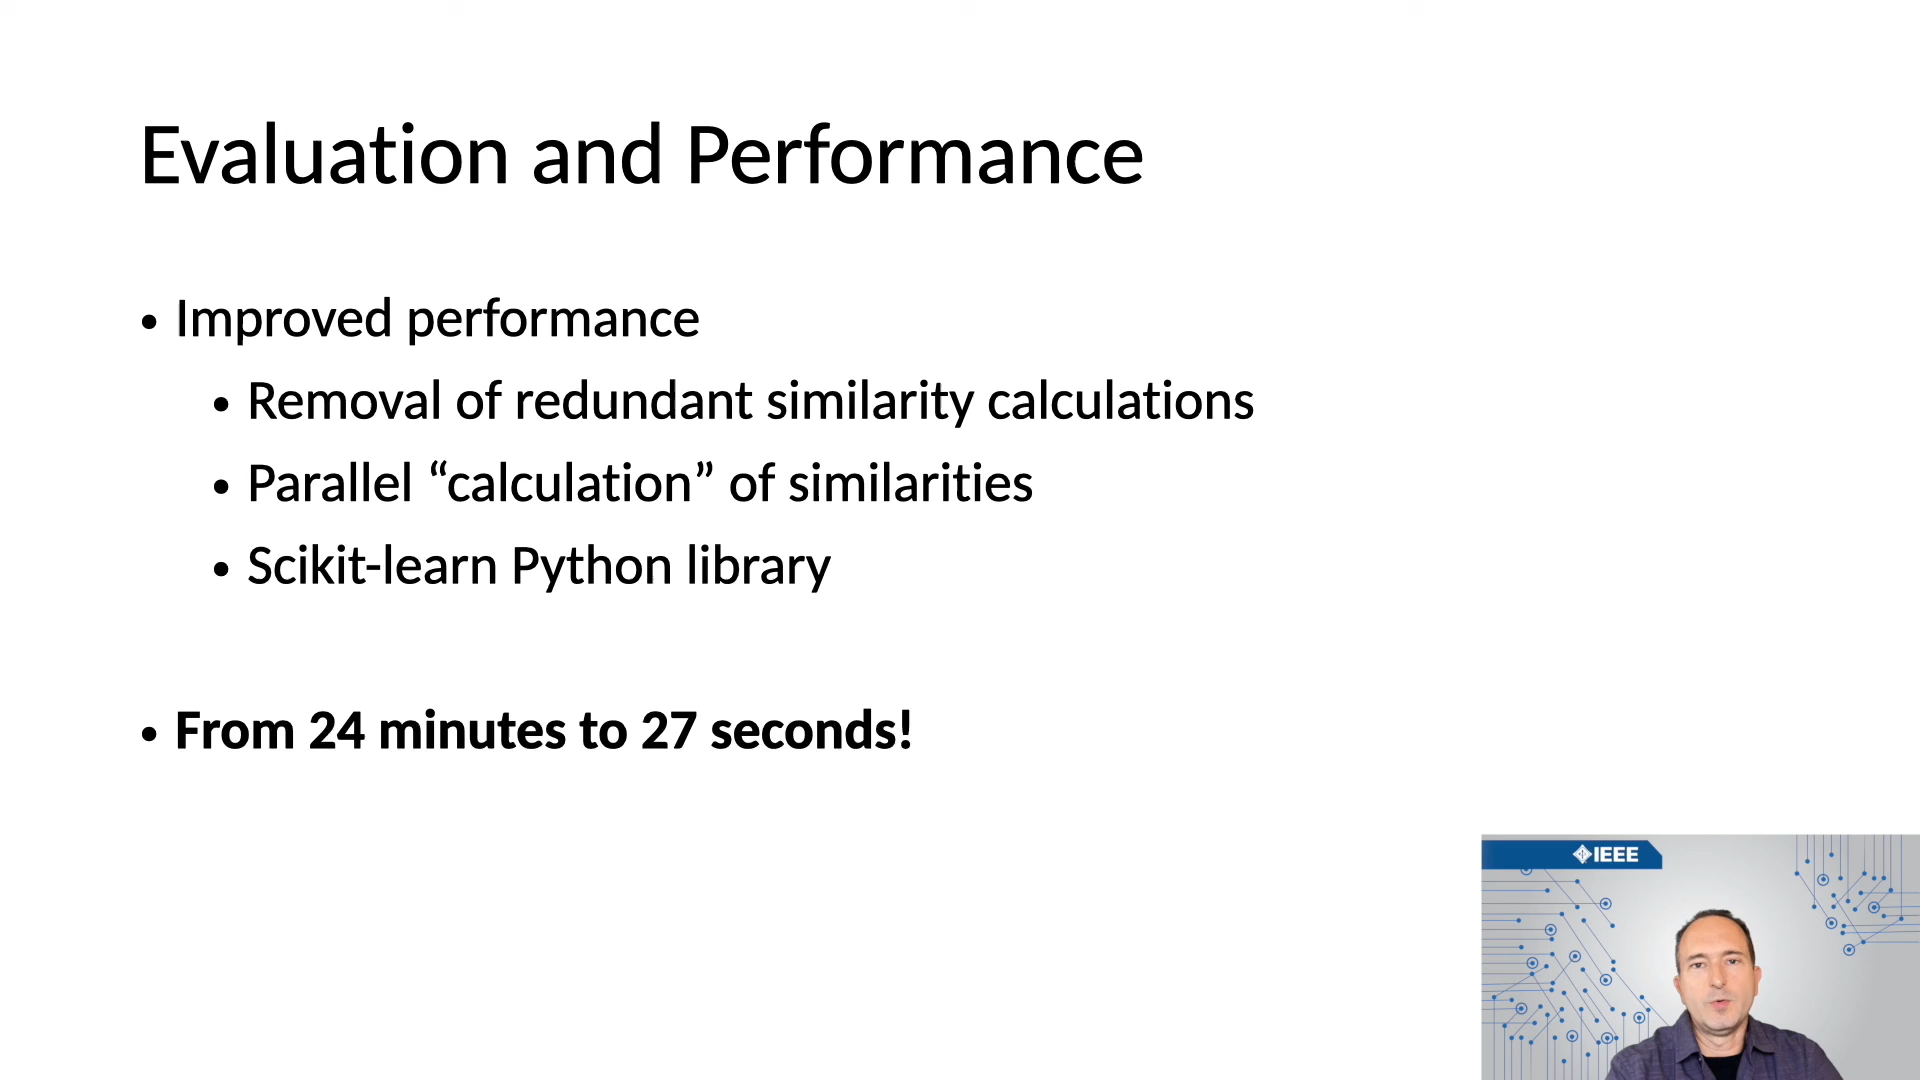 Evaluation and Performance
• Improved performance
• Removal of redundant similarity calculations
• Parallel “calculation” of similarities
• Scikit-learn Python library
• From 24 minutes to 27 seconds!
IEEE